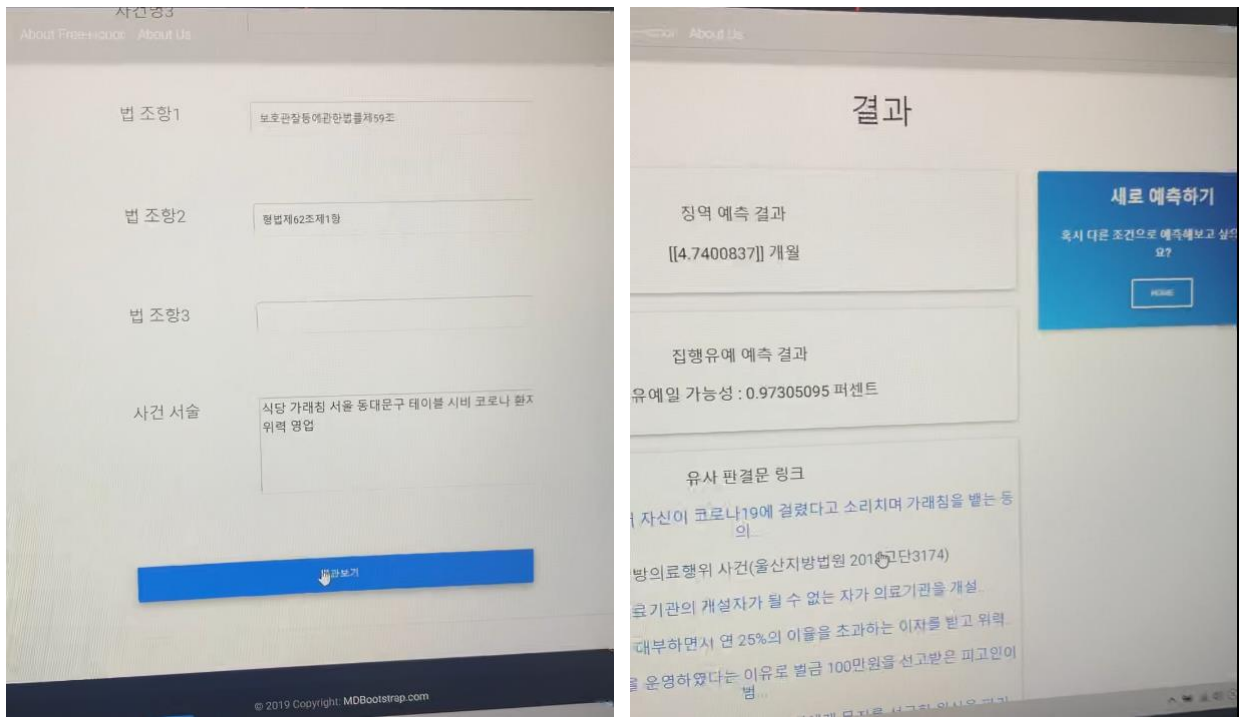 사건명3
About Free-Honor About Us
법 조항1
보호관찰등에관한법률제59조
법 조항2
형법제62조제1항
법 조항3
사건 서술
식당 가래침 서울 동대문구 테이블 시비 코로나 환자
위력 영업
결과보기
© 2019 Copyright: MDBootstrap.com
About Us
결과
징역 예측 결과
[[4.7400837]] 개월
새로 예측하기
혹시 다른 조건으로 예측해보고 싶으
요?
HOME
집행유예 예측 결과
유예일 가능성 : 0.97305095 퍼센트
유사 판결문 링크
자신이 코로나19에 걸렸다고 소리치며 가래침을 뱉는 등
의...
방의료행위 사건(울산지방법원 201 고단3174)
료기관의 개설자가 될 수 없는 자가 의료기관을 개설..
대부하면서 연 25%의 이율을 초과하는 이자를 받고 위력..
을 운영하였다는 이유로 벌금 100만원을 선고받은 피고인이
범...